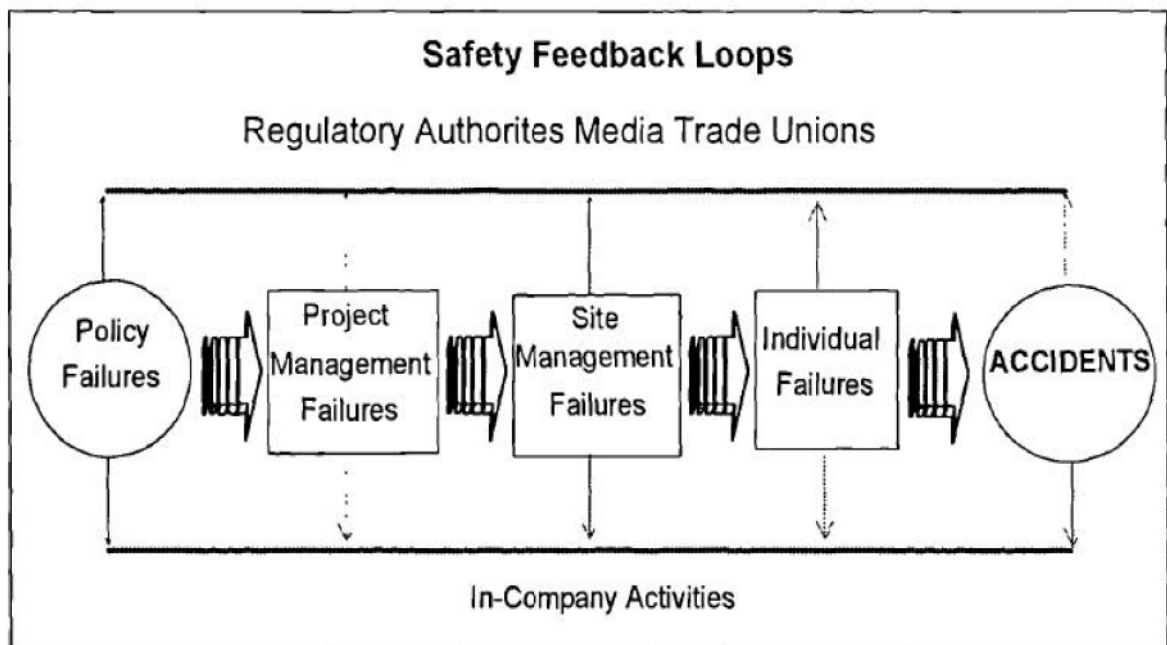 Safety Feedback Loops
Regulatory Authorites Media Trade Unions
Policy
Failures
Project
Management
Failures
Site
Management
Failures
Individual
Failures
ACCIDENTS
In-Company Activities